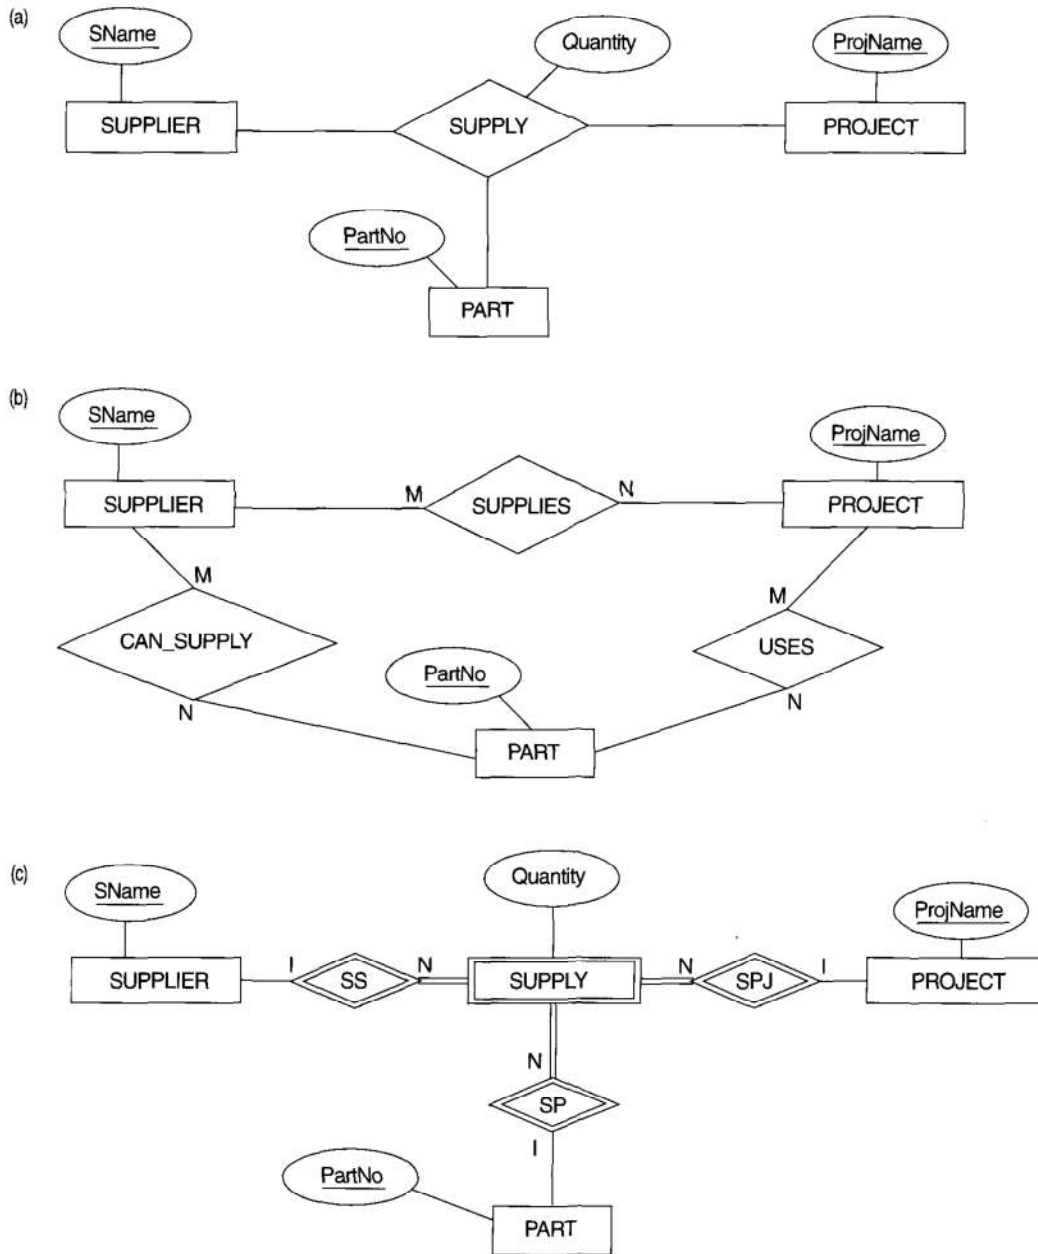 (a)
SName
Quantity
ProjName
SUPPLIER
SUPPLY
PROJECT
PartNo
PART
(b)
SName
ProjName
SUPPLIER
M
SUPPLIES
N
PROJECT
M
M
CAN_SUPPLY
USES
PartNo
N
N
PART
(c)
SName
Quantity
ProjName
SUPPLIER
I
SS
N
SUPPLY
N
SPJ
I
PROJECT
N
SP
I
PartNo
PART